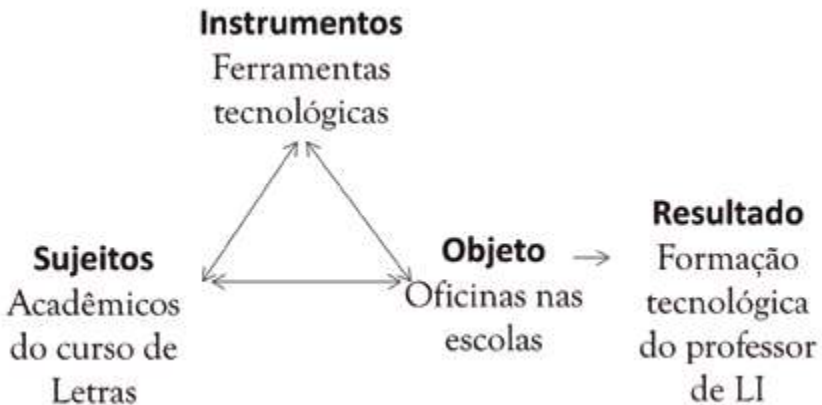 Instrumentos
Ferramentas
tecnológicas
Sujeitos
Acadêmicos
do curso de
Letras
Objeto
Oficinas nas
escolas
Resultado
Formação
tecnológica
do professor
de LI